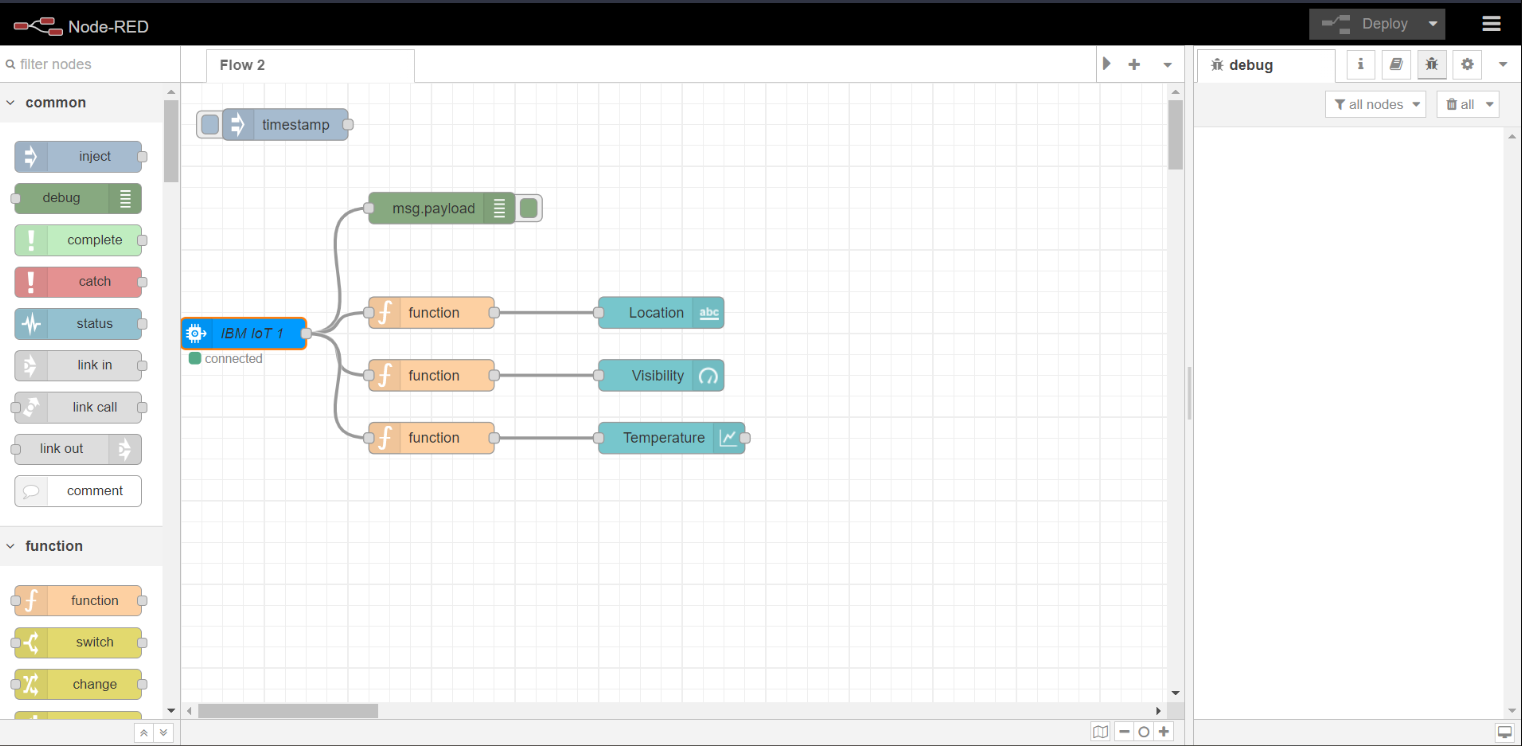 Node-RED
Deploy
filter nodes
Flow 2
debug
i
all nodes
all
common
inject
debug
complete
catch
status
link in
link call
link out
comment
function
function
switch
change
timestamp
msg.payload
IBM IoT 1
connected
function
Location
abc
function
Visibility
function
Temperature